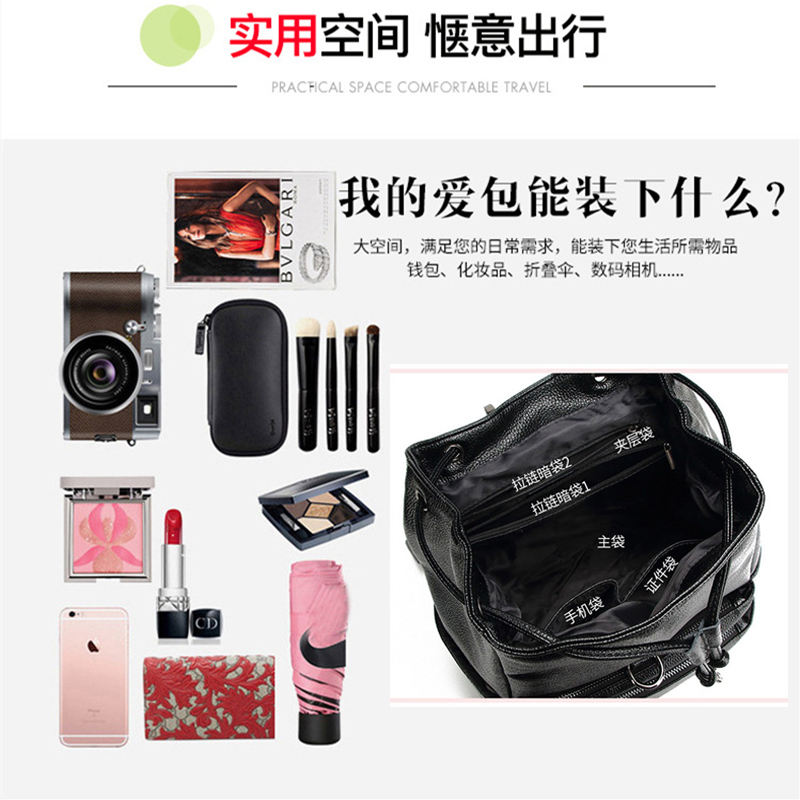 实用空间 惬意出行
PRACTICAL SPACE COMFORTABLE TRAVEL
BVLGARI
ROMA
我的爱包能装下什么?
大空间，满足您的日常需求，能装下您生活所需物品
钱包、化妆品、折叠伞、数码相机......
夹层袋
拉链暗袋2
拉链暗袋1
主袋
证件袋
手机袋
CD
iPhone